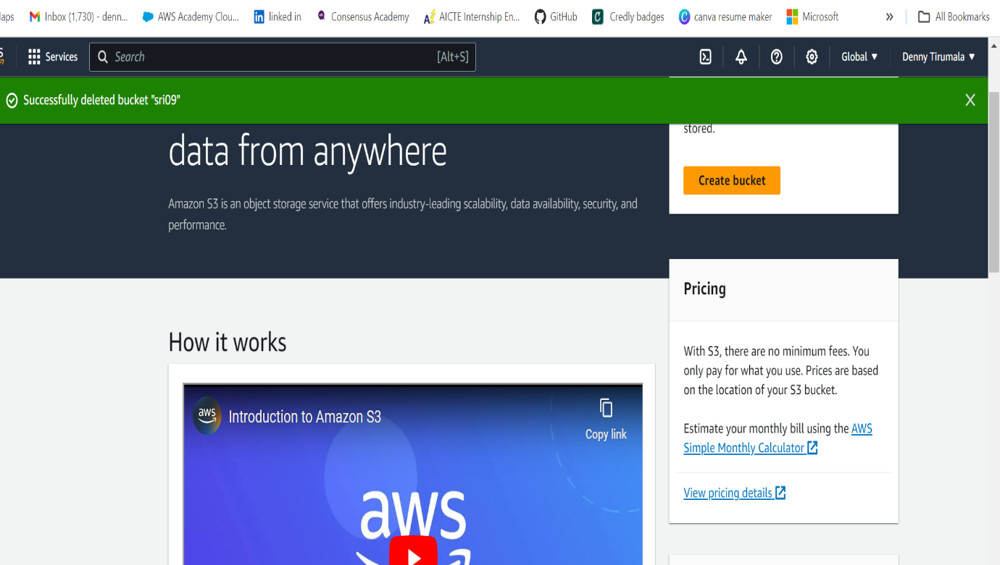 aps Inbox (1,730) - denn... AWS Academy Clou... linked in Consensus Academy AICTE Internship En... GitHub Credly badges canva resume maker Microsoft » All Bookmarks
Services Search [Alt+S] Global ▼ Denny Tirumala ▼
Successfully deleted bucket "sri09"
data from anywhere
Amazon S3 is an object storage service that offers industry-leading scalability, data availability, security, and
performance.
stored.
Create bucket
Pricing
With S3, there are no minimum fees. You
only pay for what you use. Prices are based
on the location of your S3 bucket.
Estimate your monthly bill using the AWS
Simple Monthly Calculator
View pricing details
How it works
aws Introduction to Amazon S3
Copy link
aws